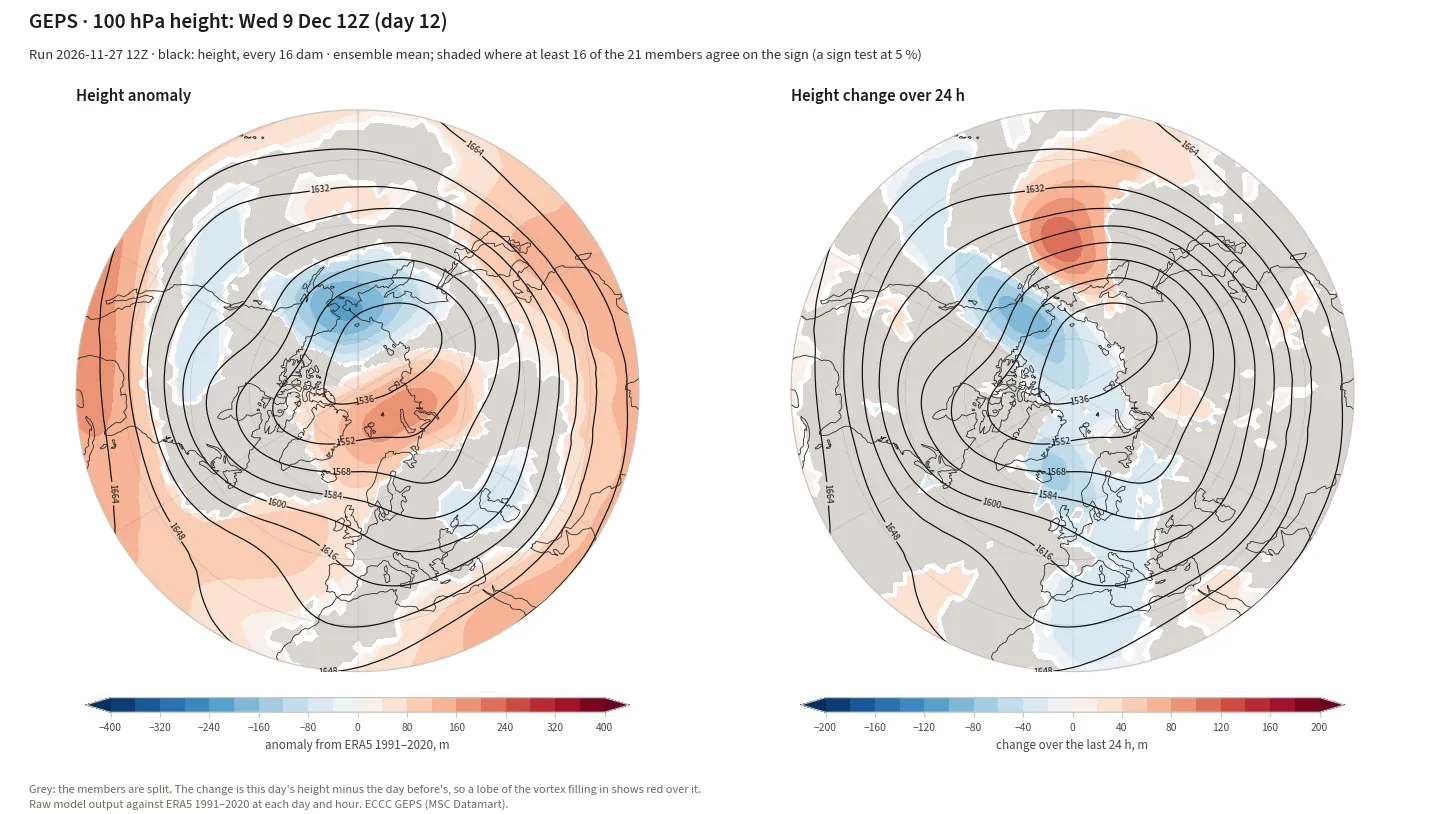 GEPS · 100 hPa height: Wed 9 Dec 12Z (day 12)
Run 2026-11-27 12Z · black: height, every 16 dam · ensemble mean; shaded where at least 16 of the 21 members agree on the sign (a sign test at 5 %)
Height anomaly
Height change over 24 h
1664
1632
1536
1552
1568
1584
1600
1616
1664
1648
1648
1664
1632
1536
1552
1568
1584
1600
1616
1664
1648
1648
−400 −320 −240 −160 −80 0 80 160 240 320 400
anomaly from ERA5 1991–2020, m
−200 −160 −120 −80 −40 0 40 80 120 160 200
change over the last 24 h, m
Grey: the members are split. The change is this day's height minus the day before's, so a lobe of the vortex filling in shows red over it.
Raw model output against ERA5 1991–2020 at each day and hour. ECCC GEPS (MSC Datamart).